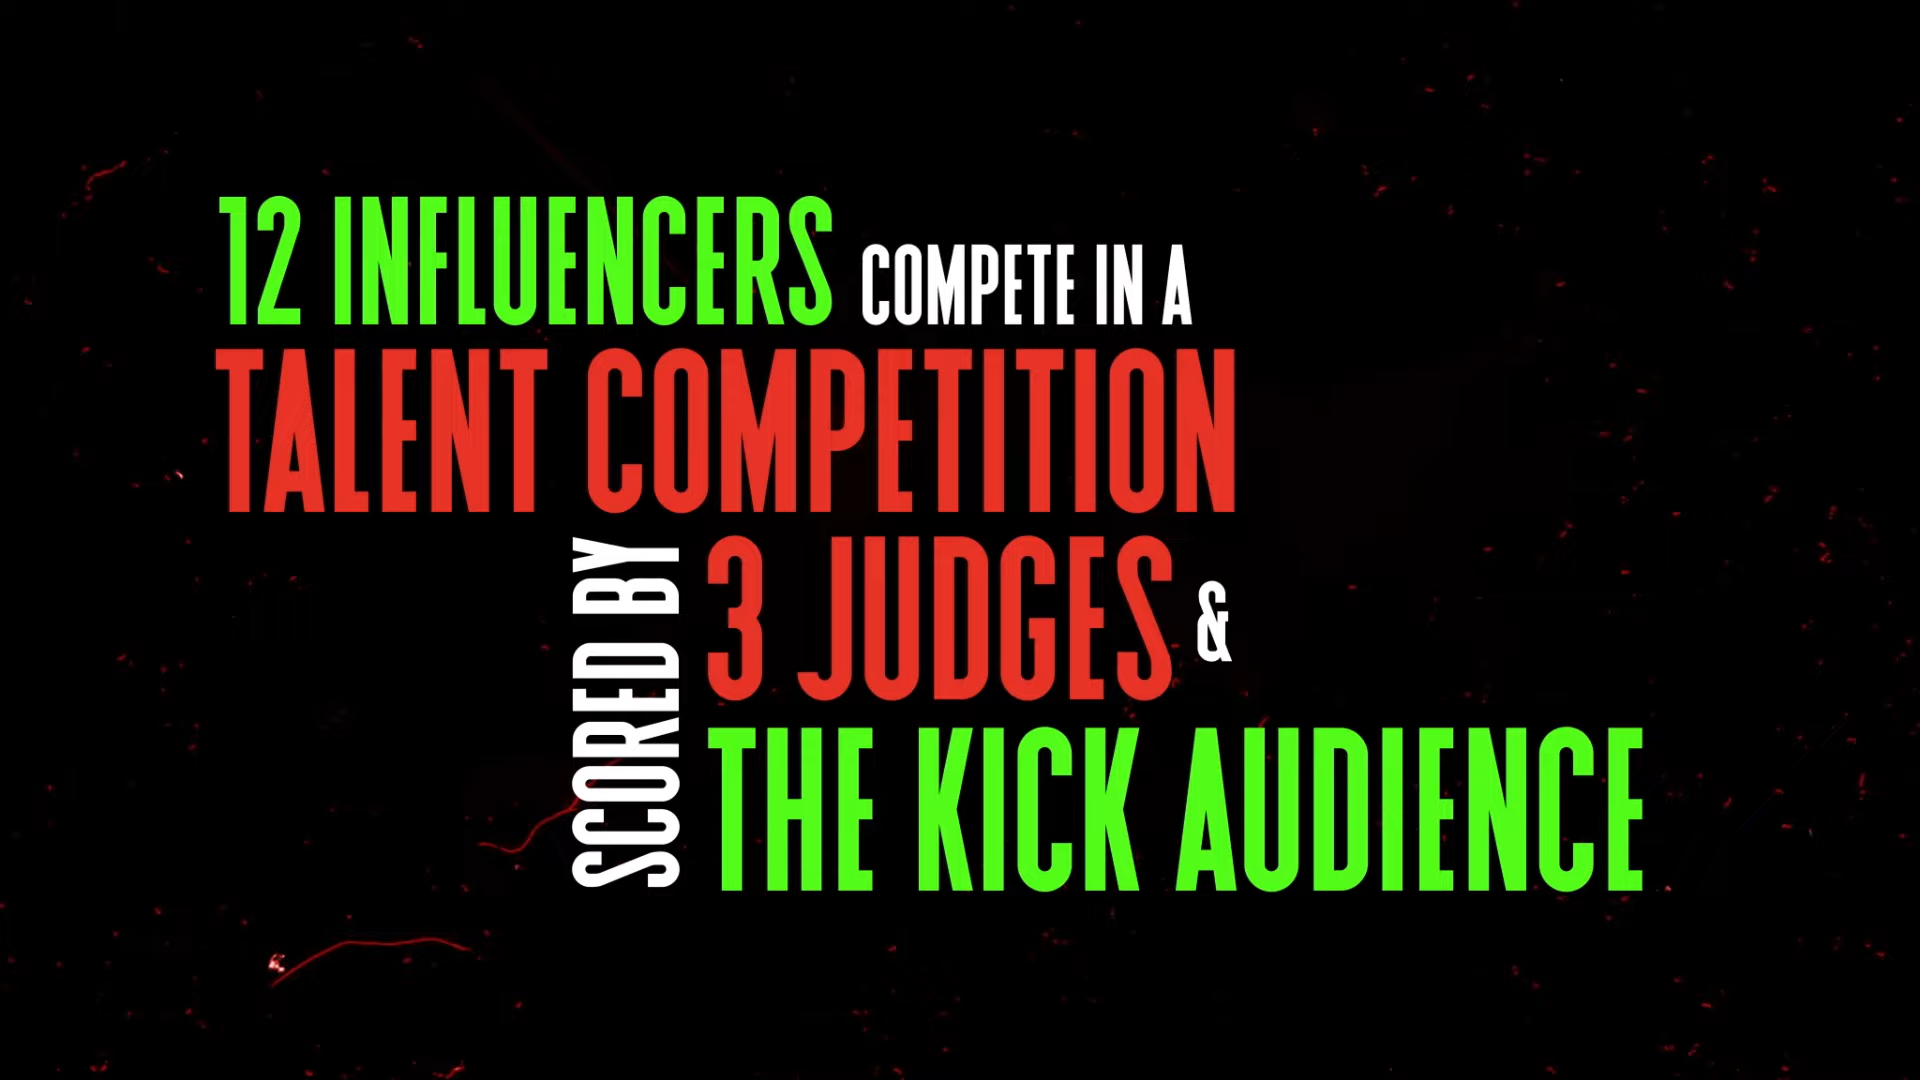 12 INFLUENCERS COMPETE IN A
TALENT COMPETITION
SCORED BY
3 JUDGES &
THE KICK AUDIENCE